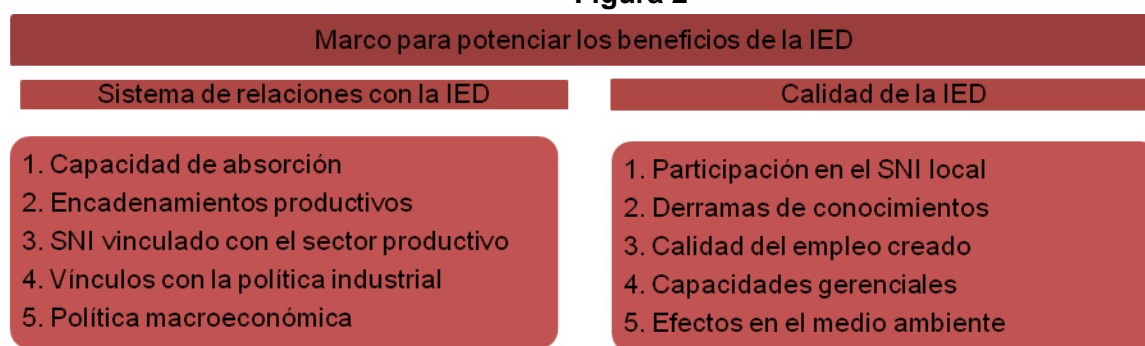 Figura 2
Marco para potenciar los beneficios de la IED
Sistema de relaciones con la IED
1. Capacidad de absorción
2. Encadenamientos productivos
3. SNI vinculado con el sector productivo
4. Vínculos con la política industrial
5. Política macroeconómica
Calidad de la IED
1. Participación en el SNI local
2. Derramas de conocimientos
3. Calidad del empleo creado
4. Capacidades gerenciales
5. Efectos en el medio ambiente